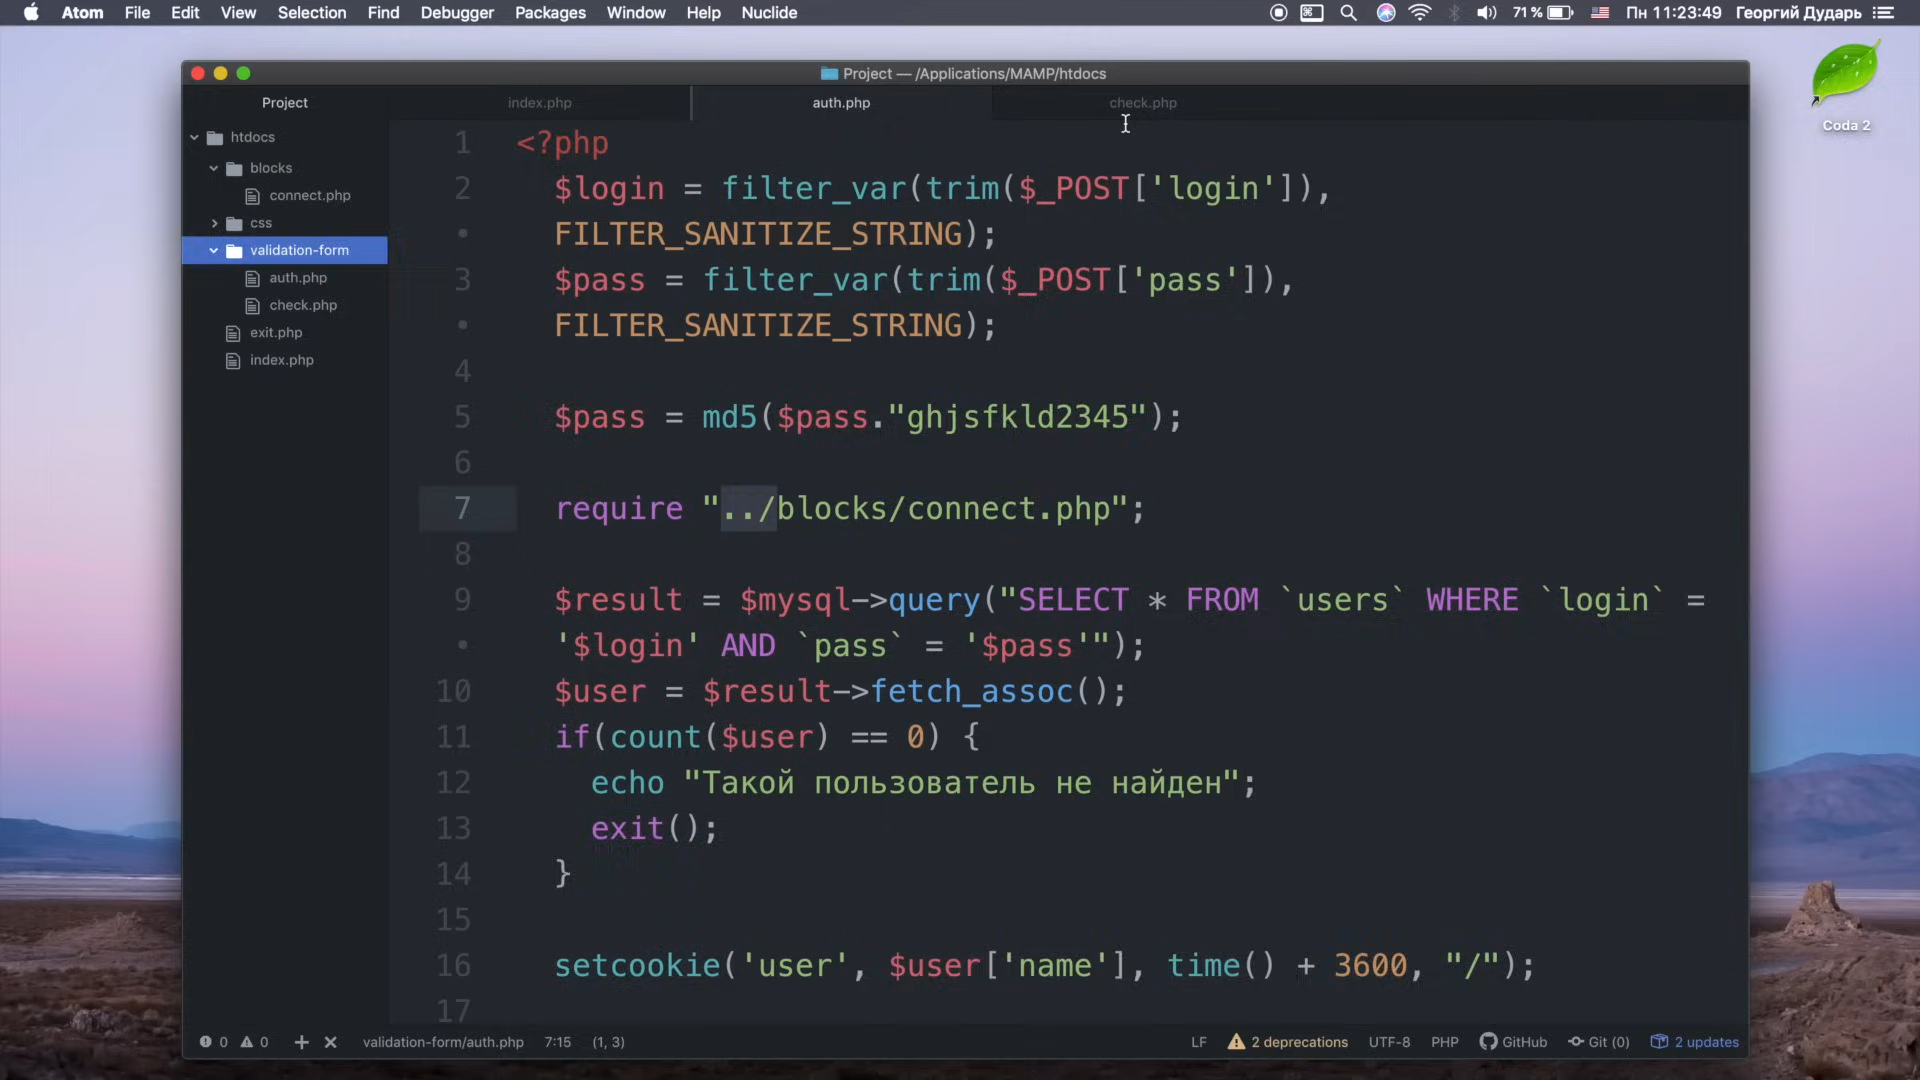 Atom File Edit View Selection Find Debugger Packages Window Help Nuclide 71 % Пн 11:23:49 Георгий Дударь
Coda 2
Project — /Applications/MAMP/htdocs
Project index.php auth.php check.php
htdocs
blocks
connect.php
css
validation-form
auth.php
check.php
exit.php
index.php
1 <?php
2 $login = filter_var(trim($_POST['login']),
• FILTER_SANITIZE_STRING);
3 $pass = filter_var(trim($_POST['pass']),
• FILTER_SANITIZE_STRING);
4
5 $pass = md5($pass."ghjsfkld2345");
6
7 require "../blocks/connect.php";
8
9 $result = $mysql->query("SELECT * FROM `users` WHERE `login` =
• '$login' AND `pass` = '$pass'");
10 $user = $result->fetch_assoc();
11 if(count($user) == 0) {
12 echo "Такой пользователь не найден";
13 exit();
14 }
15
16 setcookie('user', $user['name'], time() + 3600, "/");
17
0 0 validation-form/auth.php 7:15 (1, 3) LF 2 deprecations UTF-8 PHP GitHub Git (0) 2 updates